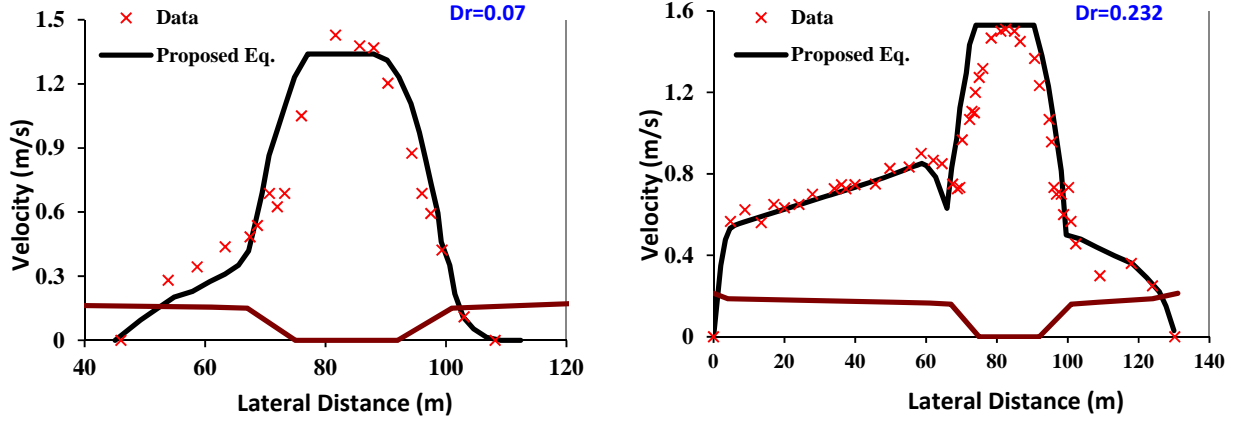 Dr=0.07
Data
Proposed Eq.
1.5
1.2
0.9
0.6
0.3
0
Velocity (m/s)
40 60 80 100 120
Lateral Distance (m)
Dr=0.232
Data
Proposed Eq.
1.6
1.2
0.8
0.4
0
Velocity (m/s)
0 20 40 60 80 100 120 140
Lateral Distance (m)